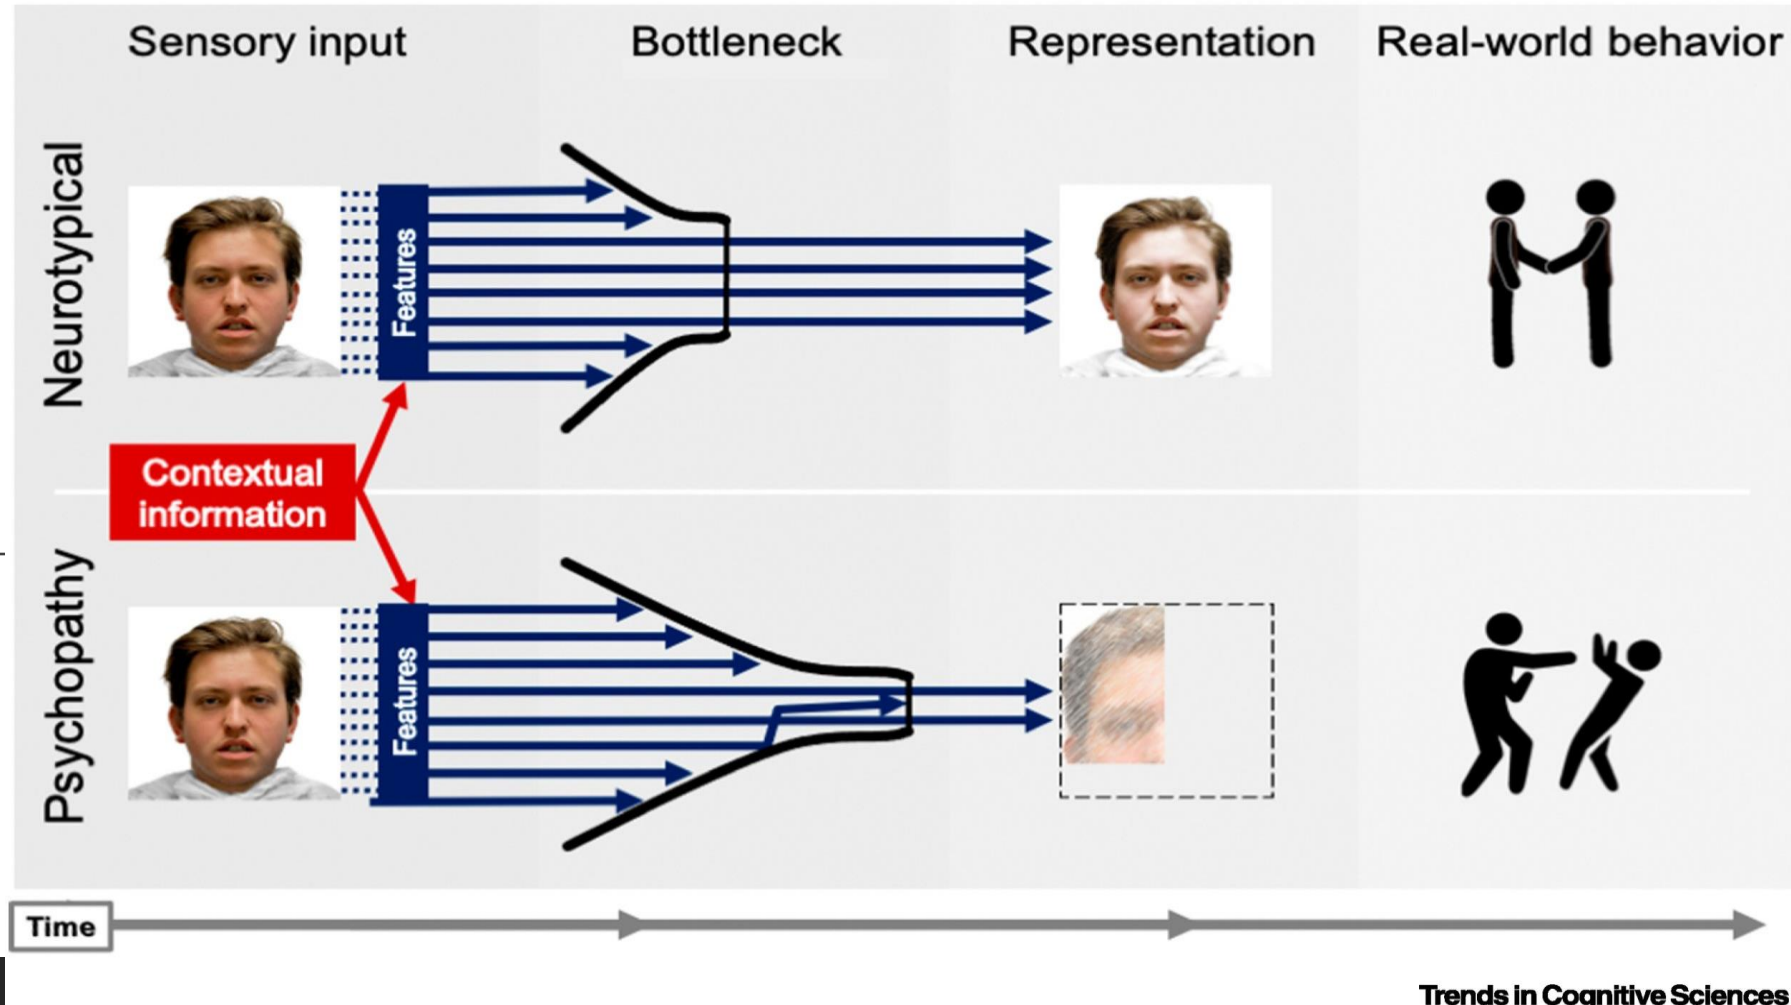 Sensory input
Bottleneck
Representation
Real-world behavior
Neurotypical
Features
Contextual
information
Psychopathy
Features
Time
Trends in Cognitive Sciences